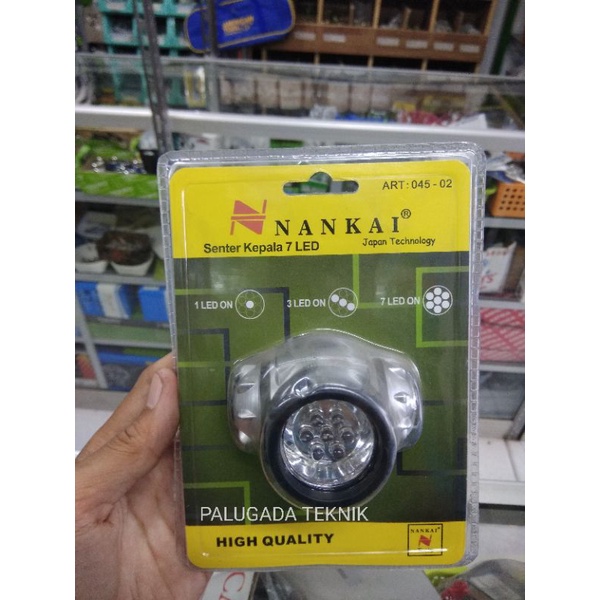 ART: 045 - 02
NANKAI®
Senter Kepala 7 LED
Japan Technology
1 LED ON
3 LED ON
7 LED ON
PALUGADA TEKNIK
HIGH QUALITY
NANKAI